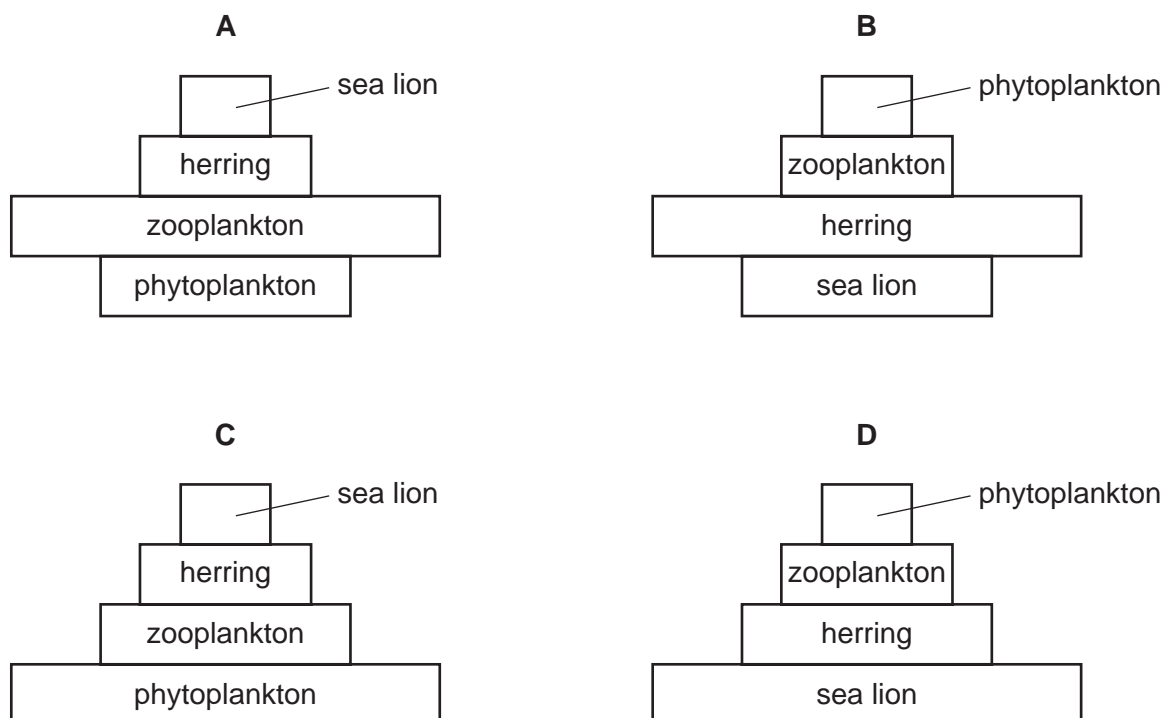 A
sea lion
herring
zooplankton
phytoplankton
B
phytoplankton
zooplankton
herring
sea lion
C
sea lion
herring
zooplankton
phytoplankton
D
phytoplankton
zooplankton
herring
sea lion